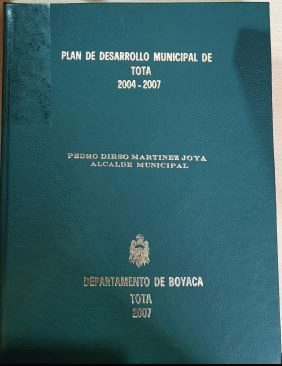 PLAN DE DESARROLLO MUNICIPAL DE
TOTA
2004-2007
PEDRO DIRSO MARTINEZ JOYA
ALCALDE MUNICIPAL
DEPARTAMENTO DE BOYACA
TOTA
2007